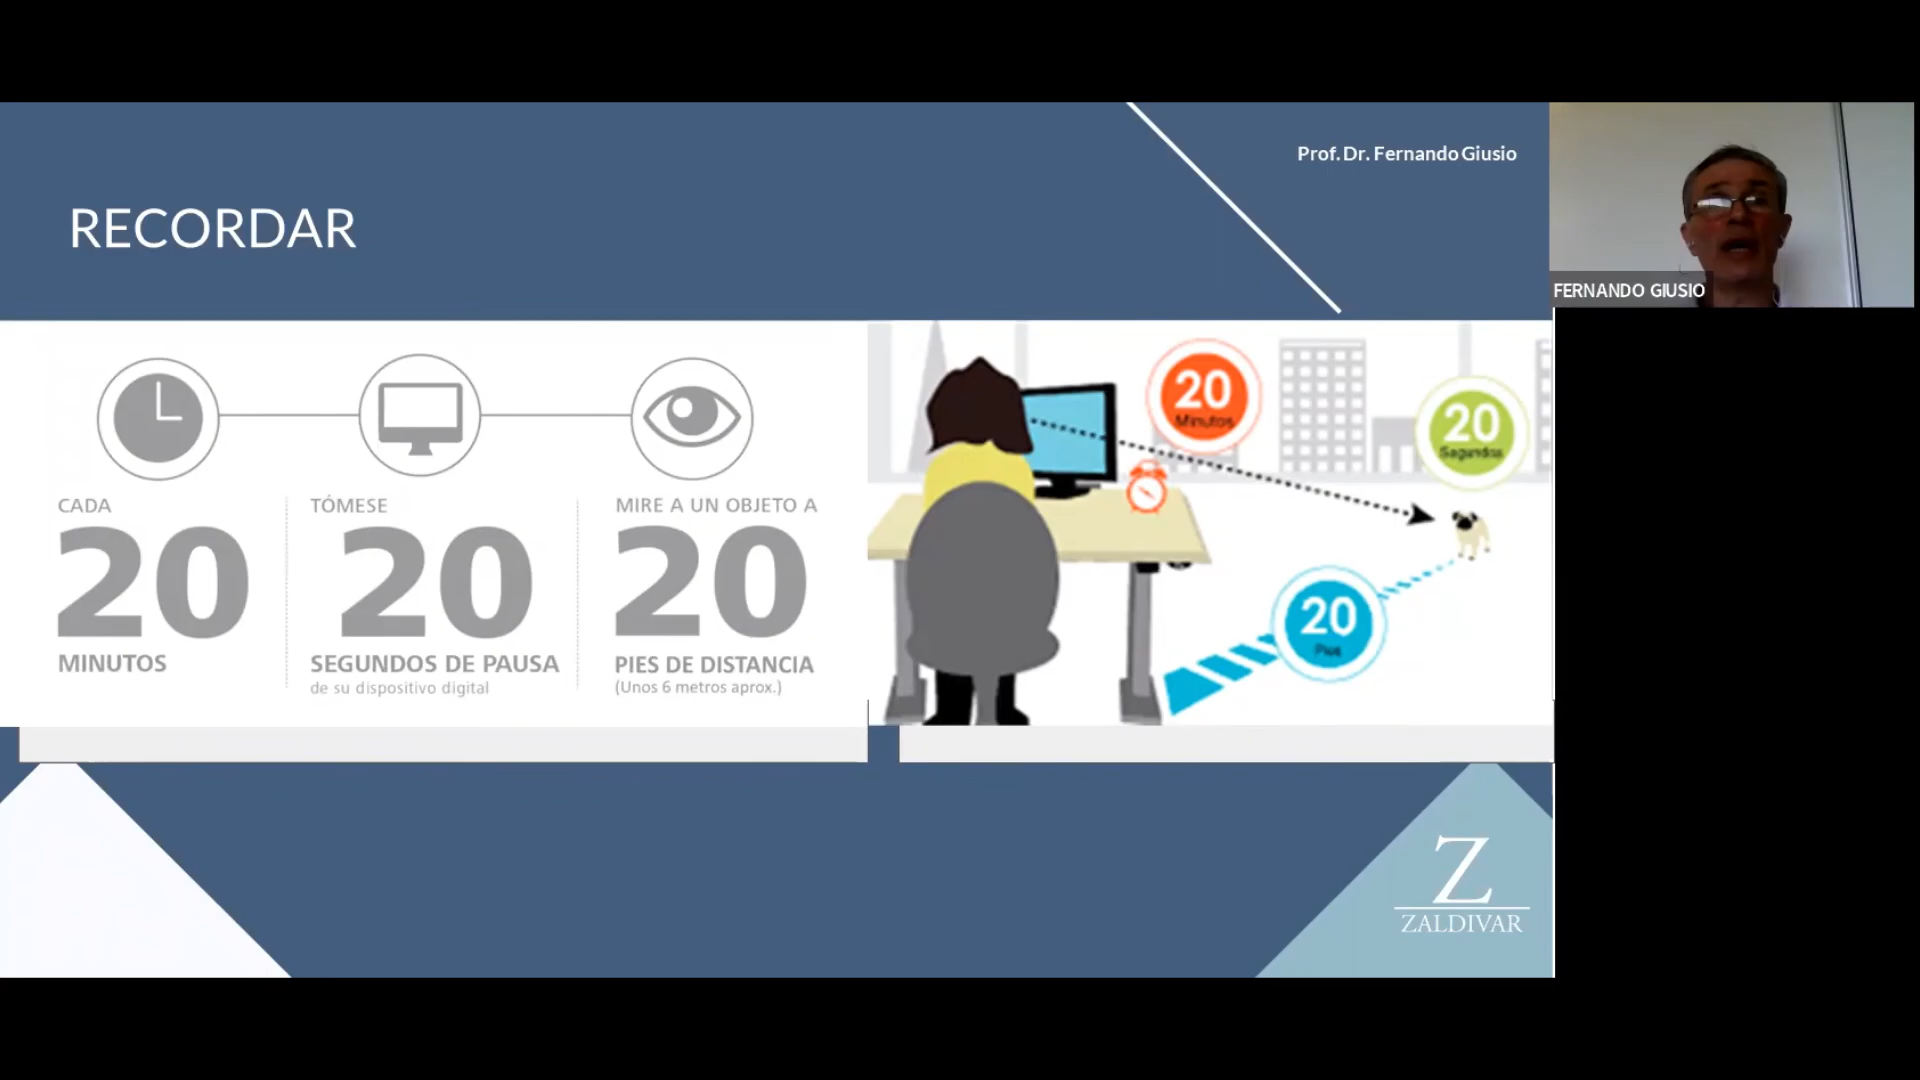 Prof. Dr. Fernando Giusio
RECORDAR
FERNANDO GIUSIO
CADA
20
MINUTOS
TÓMESE
20
SEGUNDOS DE PAUSA
de su dispositivo digital
MIRE A UN OBJETO A
20
PIES DE DISTANCIA
(Unos 6 metros aprox.)
20
Minutos
20
Segundos
20
Pies
Z
ZALDIVAR